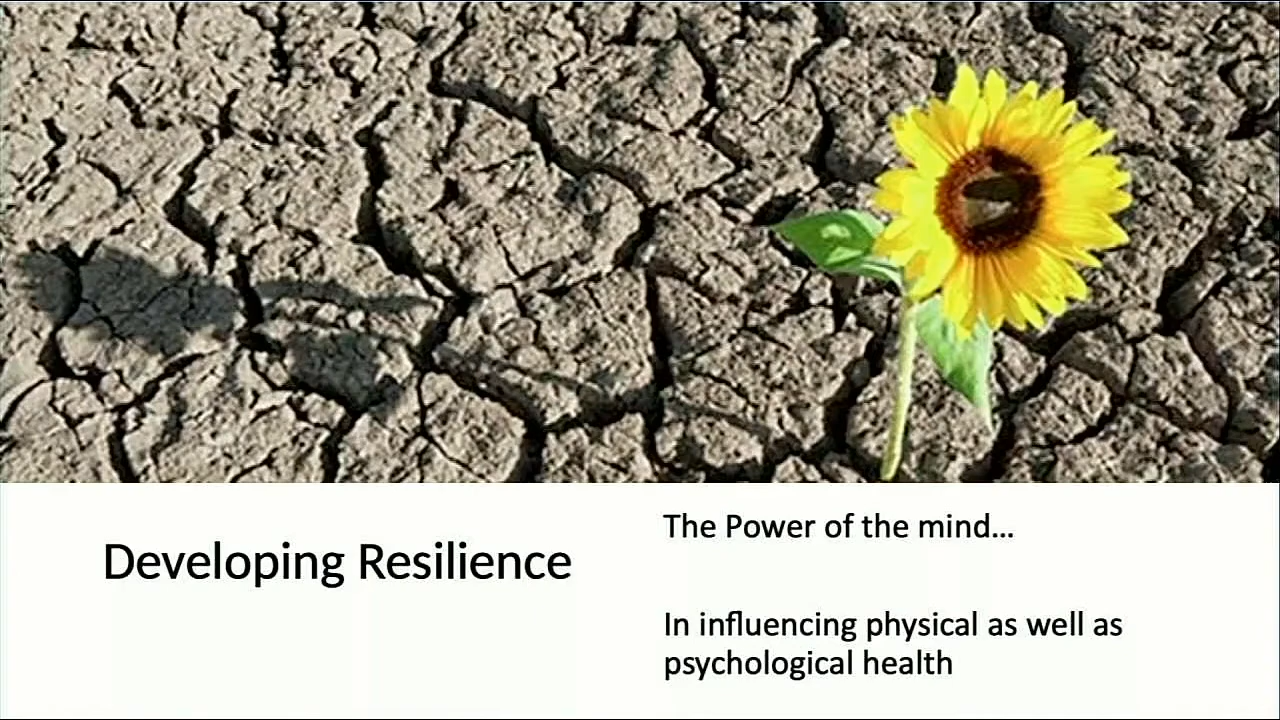 Developing Resilience
The Power of the mind...
In influencing physical as well as
psychological health